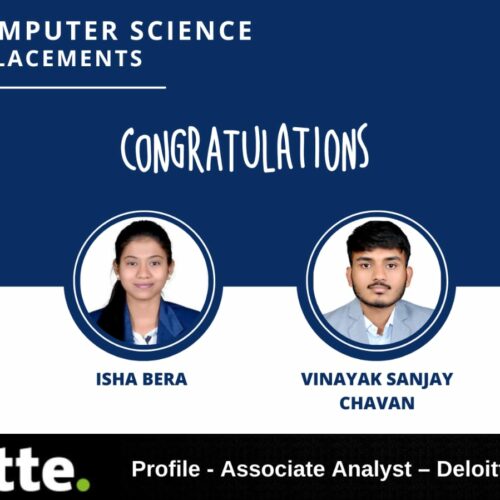 MPUTER SCIENCE
LACEMENTS
CONGRATULATIONS
ISHA BERA
VINAYAK SANJAY
CHAVAN
tte.
Profile - Associate Analyst – Deloit